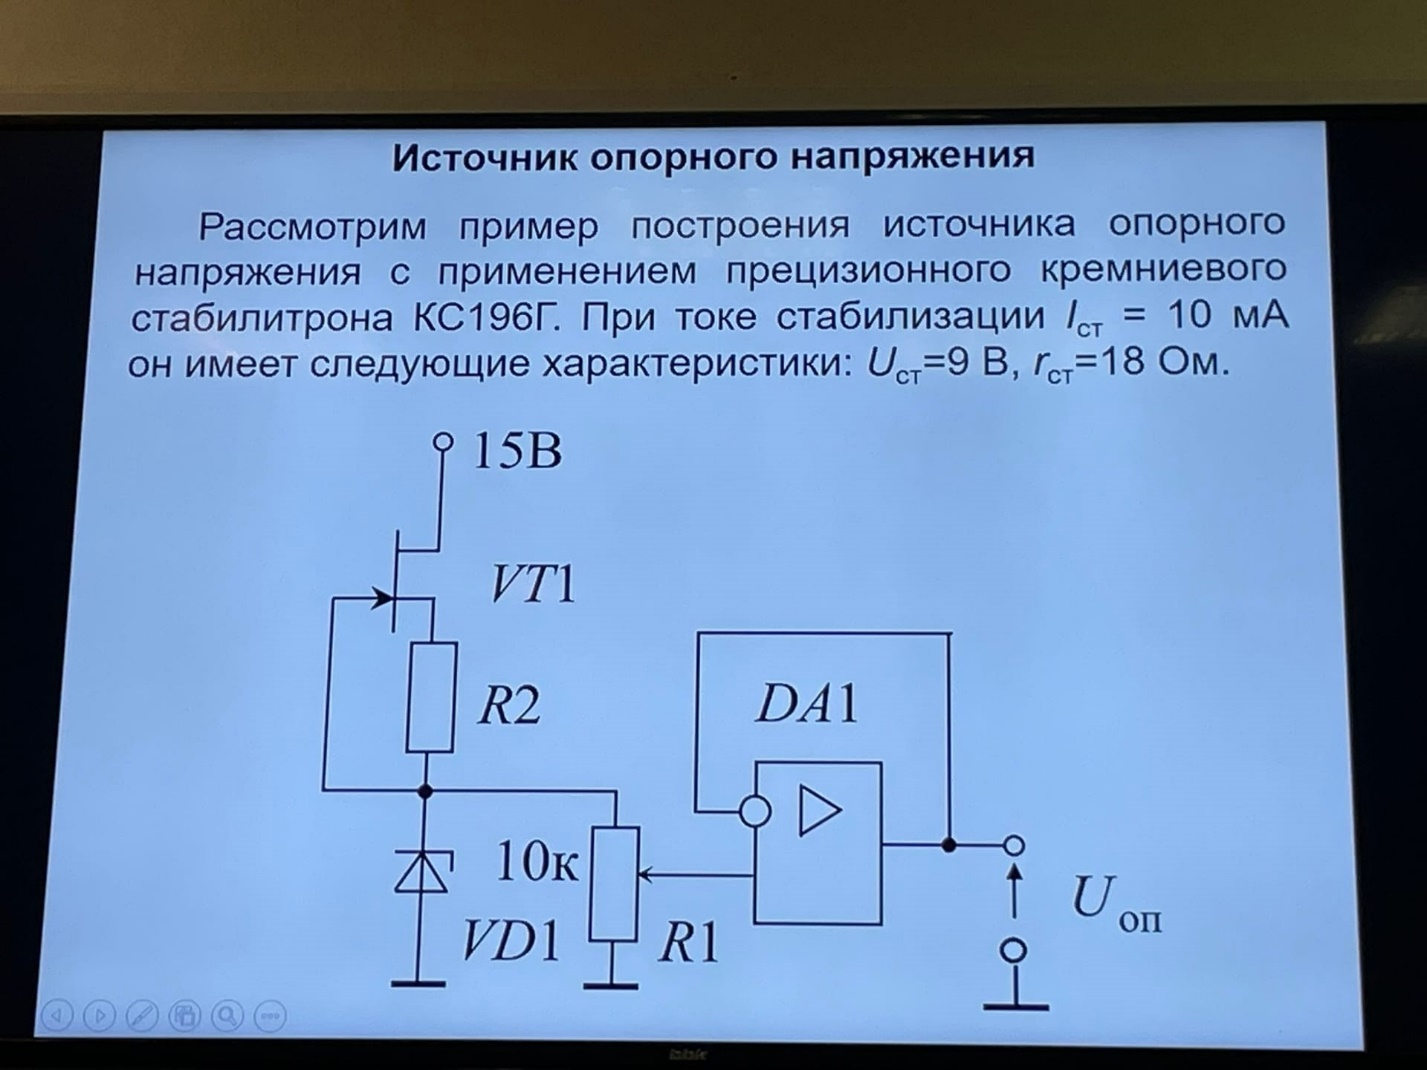 Источник опорного напряжения
Рассмотрим пример построения источника опорного
напряжения с применением прецизионного кремниевого
стабилитрона КС196Г. При токе стабилизации Iст = 10 мА
он имеет следующие характеристики: Uст=9 В, rст=18 Ом.
15В
VT1
R2
DA1
10к
VD1
R1
Uоп